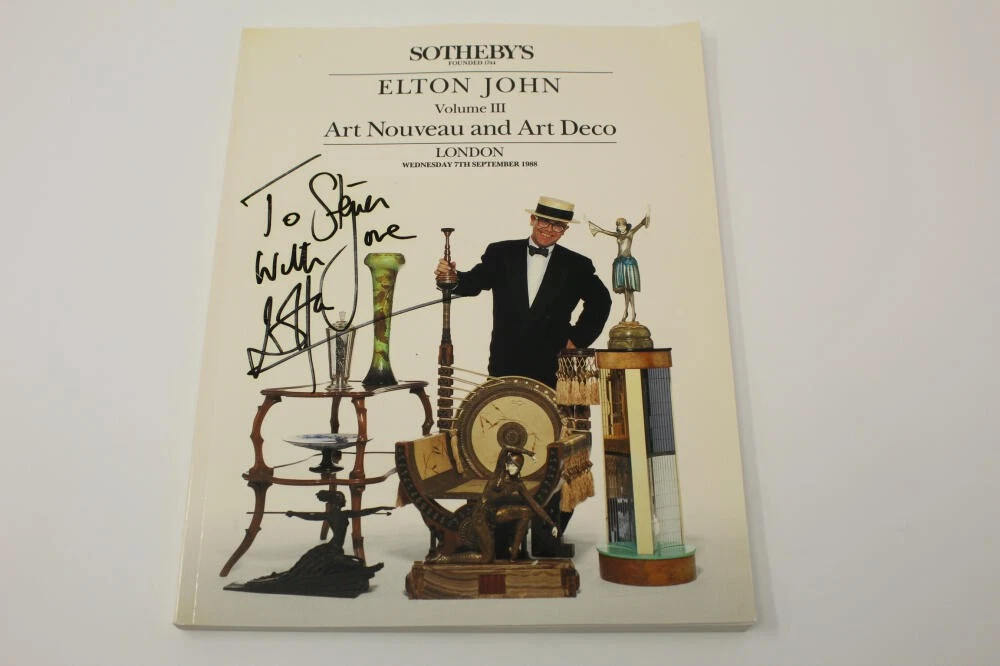 SOTHEBY'S
FOUNDED 1744
ELTON JOHN
Volume III
Art Nouveau and Art Deco
LONDON
WEDNESDAY 7TH SEPTEMBER 1988
To Steven
With Love